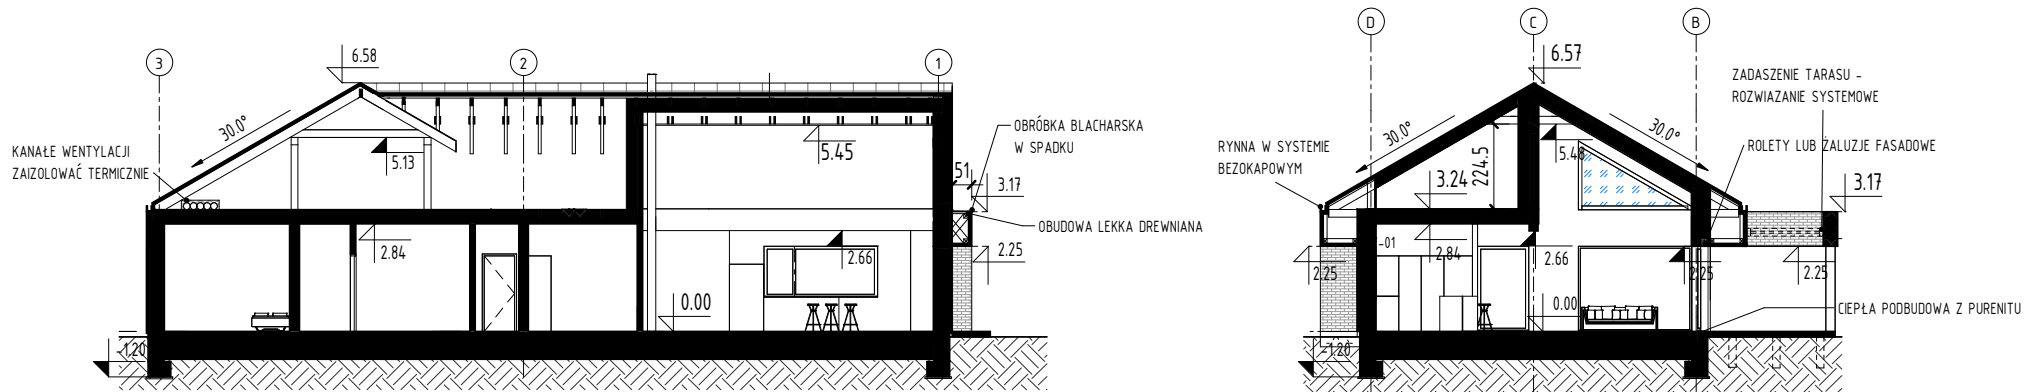 3
2
1
6.58
30.0°
KANAŁE WENTYLACJI
ZAIZOLOWAĆ TERMICZNIE
5.13
5.45
OBRÓBKA BLACHARSKA
W SPADKU
51
3.17
OBUDOWA LEKKA DREWNIANA
2.84
2.66
2.25
0.00
-1.20
D
C
B
6.57
ZADASZENIE TARASU -
ROZWIAZANIE SYSTEMOWE
30.0°
30.0°
RYNNA W SYSTEMIE
BEZOKAPOWYM
224.5
5.48
ROLETY LUB ŻALUZJE FASADOWE
3.24
3.17
-01
2.84
2.66
2.25
2.25
2.25
0.00
CIEPŁA PODBUDOWA Z PURENITU
-1.20